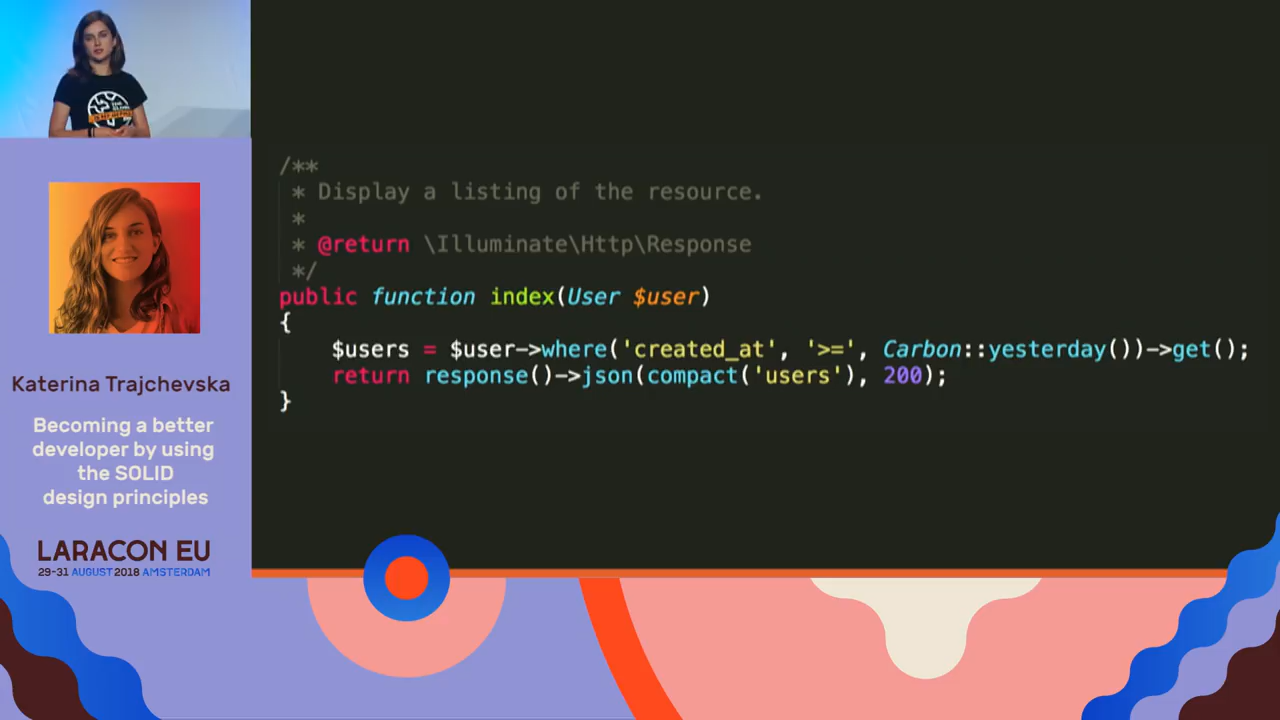 /**
* Display a listing of the resource.
*
* @return \Illuminate\Http\Response
*/
public function index(User $user)
{
$users = $user->where('created_at', '>=', Carbon::yesterday())->get();
return response()->json(compact('users'), 200);
}
Katerina Trajchevska
Becoming a better
developer by using
the SOLID
design principles
LARACON EU
29-31 AUGUST 2018 AMSTERDAM